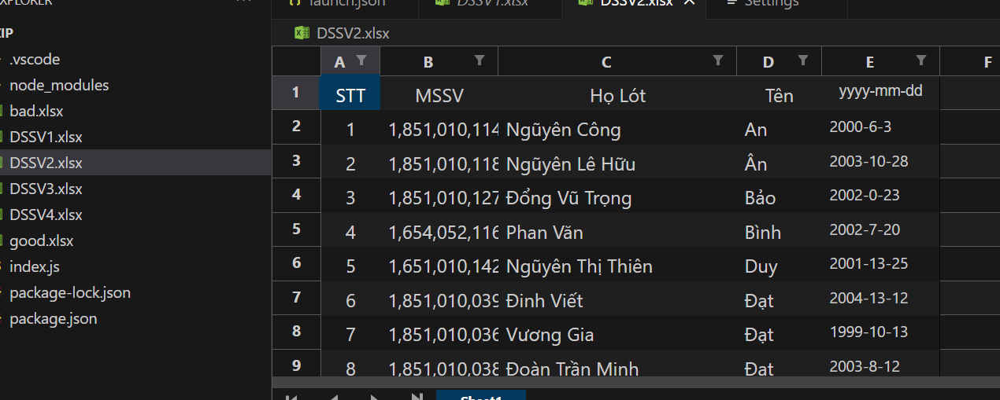 EXPLORER
launch.json DSSV1.xlsx DSSV2.xlsx Settings
ZIP
DSSV2.xlsx
.vscode
node_modules
bad.xlsx
DSSV1.xlsx
DSSV2.xlsx
DSSV3.xlsx
DSSV4.xlsx
good.xlsx
index.js
package-lock.json
package.json
A B C D E F
1 STT MSSV Họ Lót Tên yyyy-mm-dd
2 1 1,851,010,114 Ngũyên Công An 2000-6-3
3 2 1,851,010,118 Ngũyên Lê Hữu Ân 2003-10-28
4 3 1,851,010,127 Đổng Vũ Trọng Bảo 2002-0-23
5 4 1,654,052,116 Phan Văn Bình 2002-7-20
6 5 1,651,010,142 Ngũyên Thị Thiên Duy 2001-13-25
7 6 1,851,010,039 Đinh Viết Đạt 2004-13-12
8 7 1,851,010,036 Vương Gia Đạt 1999-10-13
9 8 1,851,010,038 Đoàn Trần Minh Đạt 2003-8-12
Sheet1